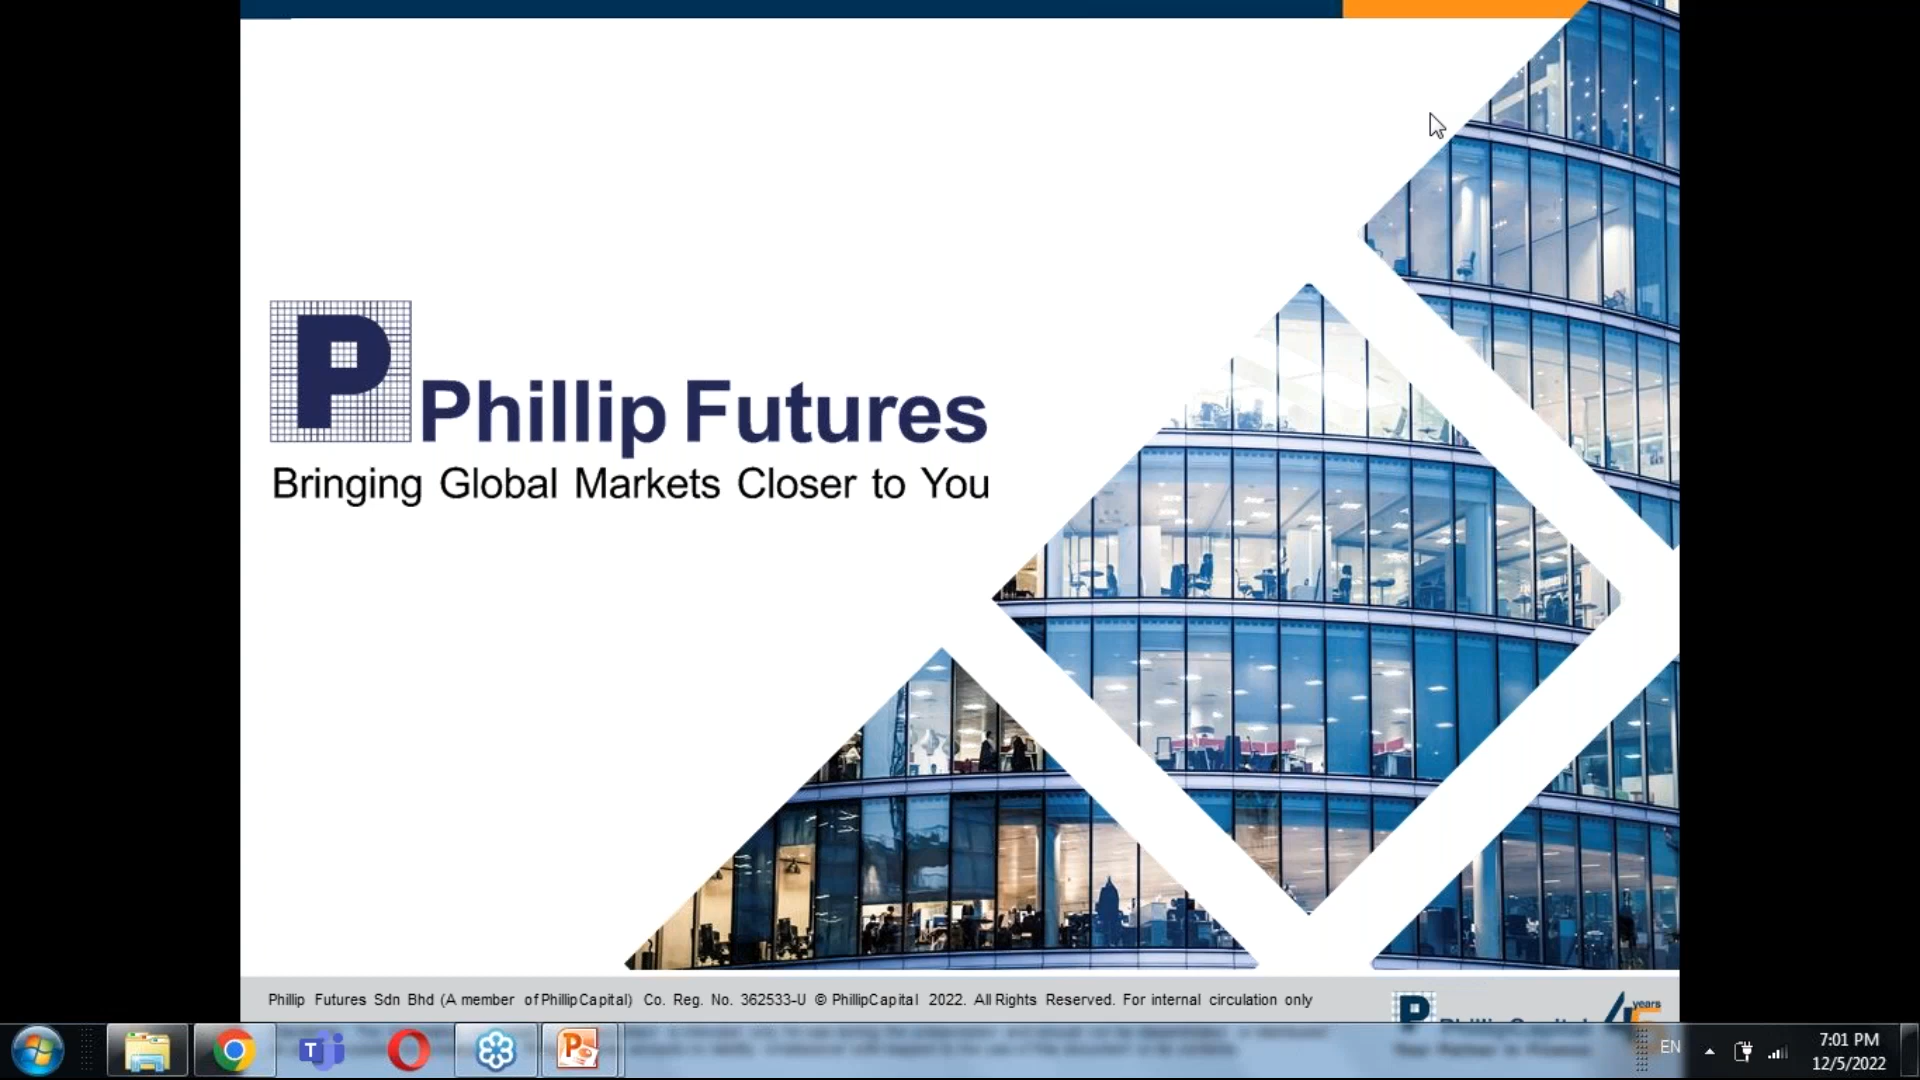 P Phillip Futures
Bringing Global Markets Closer to You
Phillip Futures Sdn Bhd (A member of PhillipCapital) Co. Reg. No. 362533-U © PhillipCapital 2022. All Rights Reserved. For internal circulation only
P
years
EN
7:01 PM
12/5/2022